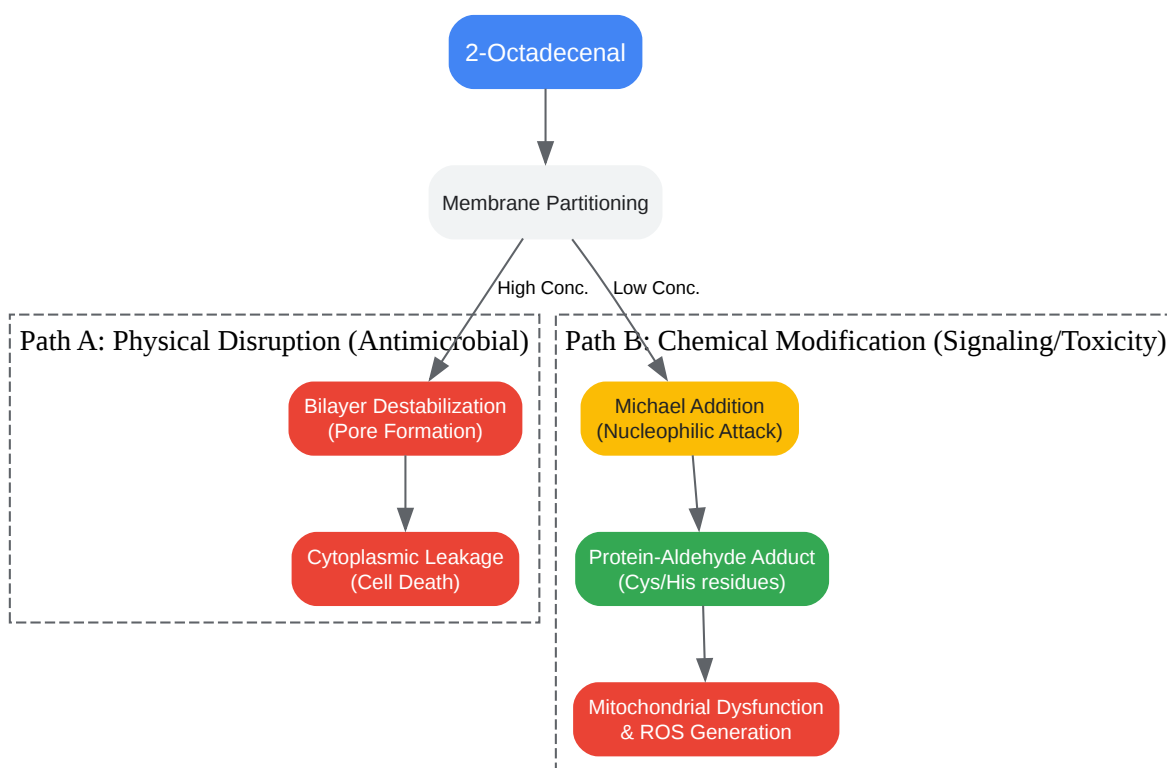 2-Octadecenal
Membrane Partitioning
High Conc.
Low Conc.
Path A: Physical Disruption (Antimicrobial)
Path B: Chemical Modification (Signaling/Toxicity)
Bilayer Destabilization
(Pore Formation)
Michael Addition
(Nucleophilic Attack)
Cytoplasmic Leakage
(Cell Death)
Protein-Aldehyde Adduct
(Cys/His residues)
Mitochondrial Dysfunction
& ROS Generation